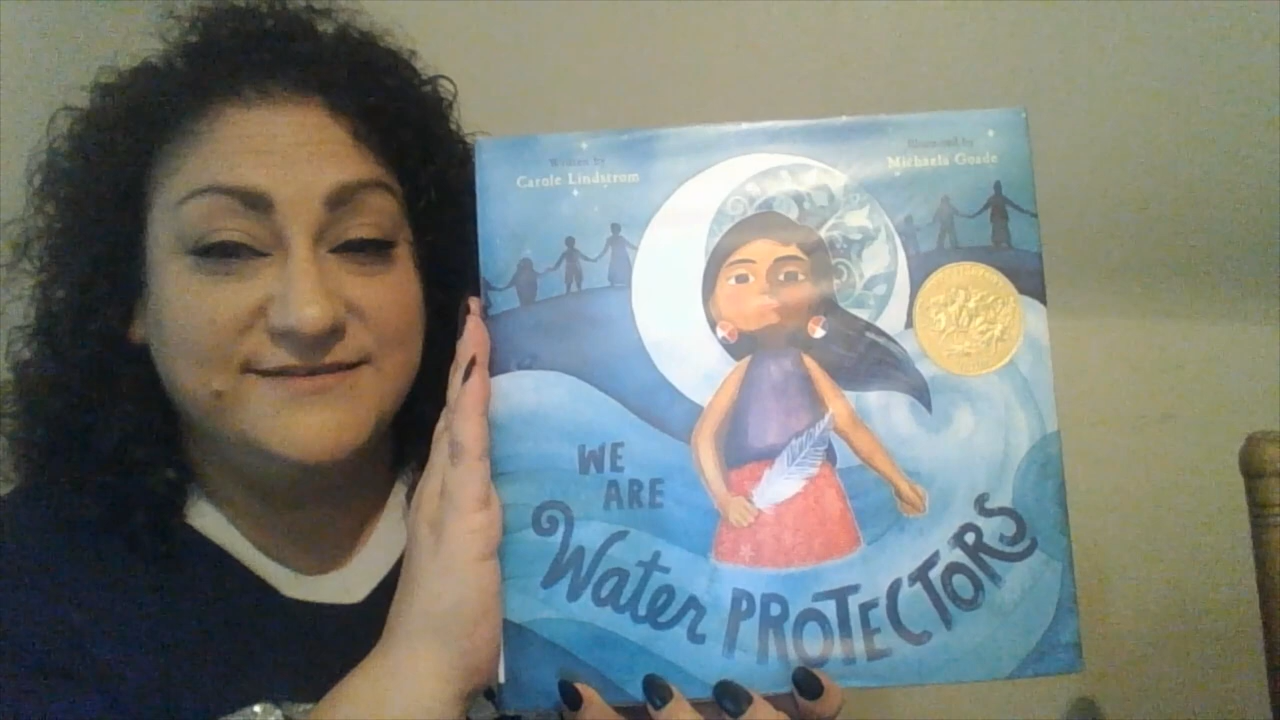 Written by
Carole Lindstrom
Illustrated by
Michaela Goade
WE
ARE
Water PROTECTORS